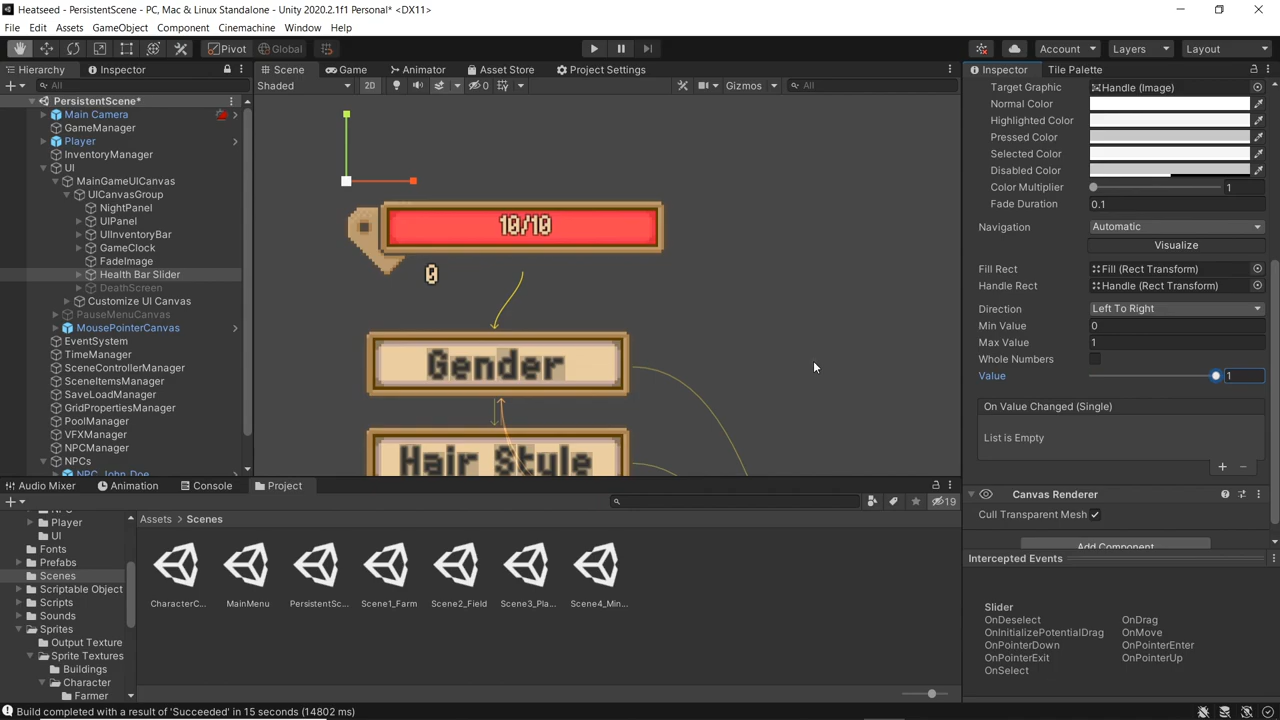 Heatseed - PersistentScene - PC, Mac & Linux Standalone - Unity 2020.2.1f1 Personal* <DX11>
File Edit Assets GameObject Component Cinemachine Window Help
Pivot Global Account Layers Layout
Hierarchy Inspector Scene Game Animator Asset Store Project Settings Inspector Tile Palette
All Shaded 2D 0 Gizmos All
PersistentScene*
Main Camera
GameManager
Player
InventoryManager
UI
MainGameUICanvas
UICanvasGroup
NightPanel
UIPanel
UIInventoryBar
GameClock
FadeImage
Health Bar Slider
DeathScreen
Customize UI Canvas
PauseMenuCanvas
MousePointerCanvas
EventSystem
TimeManager
SceneControllerManager
SceneItemsManager
SaveLoadManager
GridPropertiesManager
PoolManager
VFXManager
NPCManager
NPCs
NPC_John_Doe
10/10
0
Gender
Hair Style
Target Graphic Handle (Image)
Normal Color
Highlighted Color
Pressed Color
Selected Color
Disabled Color
Color Multiplier 1
Fade Duration 0.1
Navigation Automatic
Visualize
Fill Rect Fill (Rect Transform)
Handle Rect Handle (Rect Transform)
Direction Left To Right
Min Value 0
Max Value 1
Whole Numbers
Value 1
On Value Changed (Single)
List is Empty
Canvas Renderer
Cull Transparent Mesh
Add Component
Intercepted Events
Slider
OnDeselect OnDrag
OnInitializePotentialDrag OnMove
OnPointerDown OnPointerEnter
OnPointerExit OnPointerUp
OnSelect
Audio Mixer Animation Console Project
19
Player
UI
Fonts
Prefabs
Scenes
Scriptable Object
Scripts
Sounds
Sprites
Output Texture
Sprite Textures
Buildings
Character
Farmer
Assets > Scenes
CharacterC... MainMenu PersistentSc... Scene1_Farm Scene2_Field Scene3_Pla... Scene4_Min...
Build completed with a result of 'Succeeded' in 15 seconds (14802 ms)